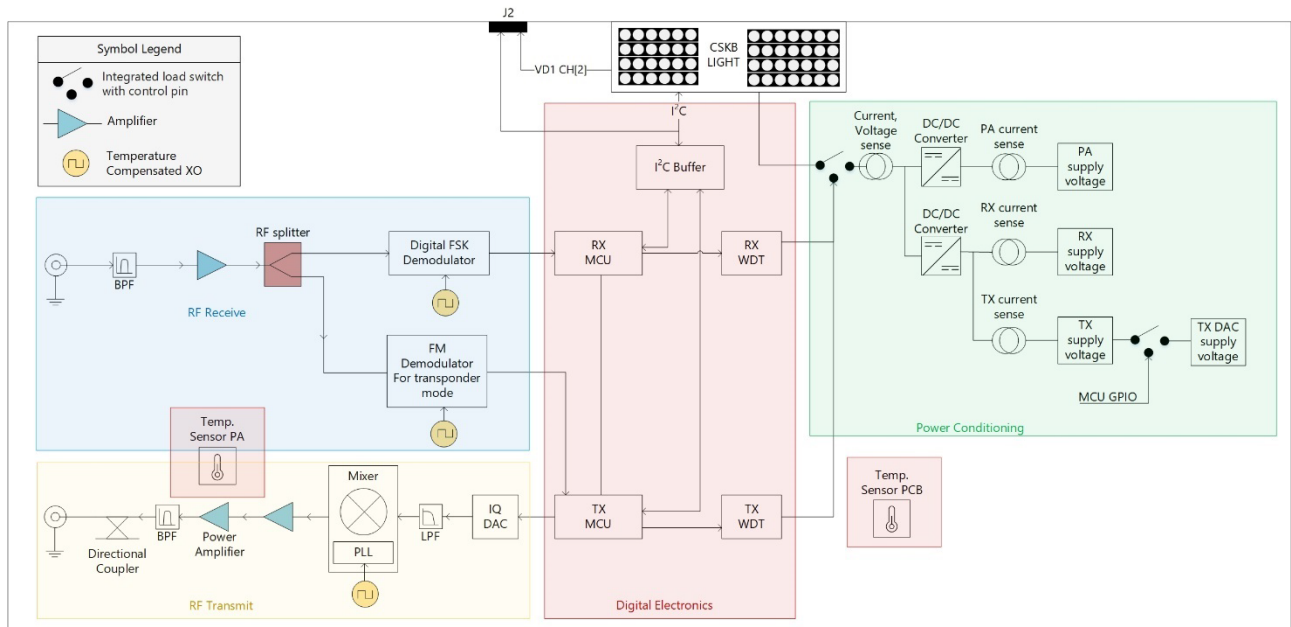 J2
Symbol Legend
Integrated load switch
with control pin
Amplifier
Temperature
Compensated XO
CSKB
LIGHT
VD1 CH[2]
I²C
I²C Buffer
RF splitter
BPF
Digital FSK
Demodulator
FM
Demodulator
For transponder
mode
RF Receive
RX
MCU
RX
WDT
Current,
Voltage
sense
DC/DC
Converter
PA current
sense
PA
supply
voltage
DC/DC
Converter
RX current
sense
RX
supply
voltage
TX current
sense
TX
supply
voltage
TX DAC
supply
voltage
MCU GPIO
Power Conditioning
Temp.
Sensor PA
Mixer
PLL
BPF
Power
Amplifier
Directional
Coupler
LPF
IQ
DAC
RF Transmit
TX
MCU
TX
WDT
Digital Electronics
Temp.
Sensor PCB